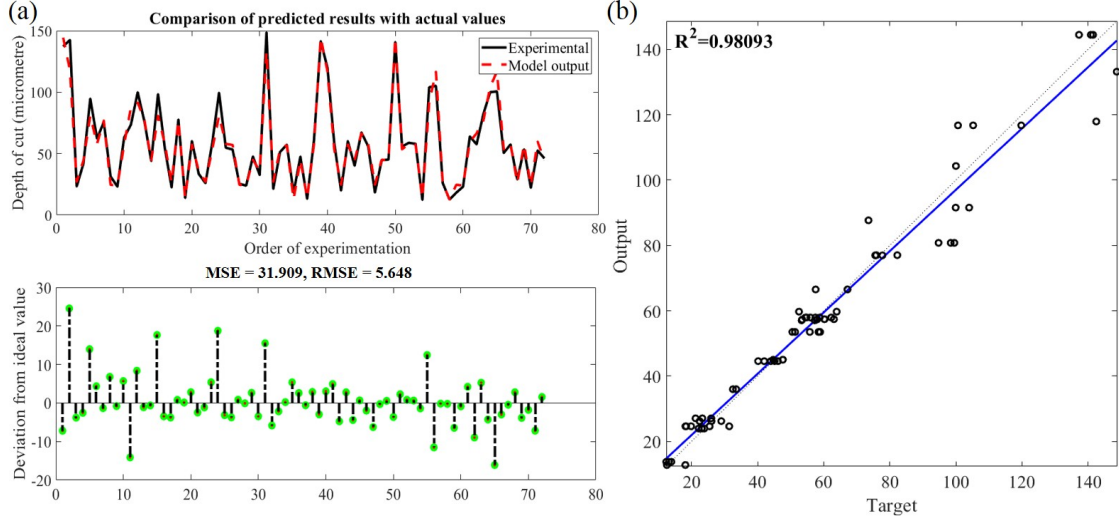 (a)
Comparison of predicted results with actual values
150
100
50
0
Depth of cut (micrometre)
Experimental
Model output
0 10 20 30 40 50 60 70 80
Order of experimentation
MSE = 31.909, RMSE = 5.648
30
20
10
0
-10
-20
Deviation from ideal value
0 10 20 30 40 50 60 70 80
(b)
R²=0.98093
140
120
100
80
60
40
20
Output
20 40 60 80 100 120 140
Target